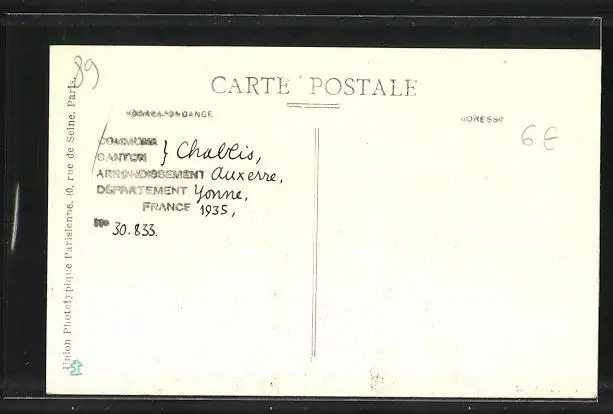 89
CARTE POSTALE
CORRESPONDANCE
ADRESSE
6€
COMMUNE
CANTON } Chablis,
ARRONDISSEMENT Auxerre,
DÉPARTEMENT Yonne,
FRANCE 1935,
No 30.833.
Union Phototypique Parisienne, 40, rue de Seine, Paris.